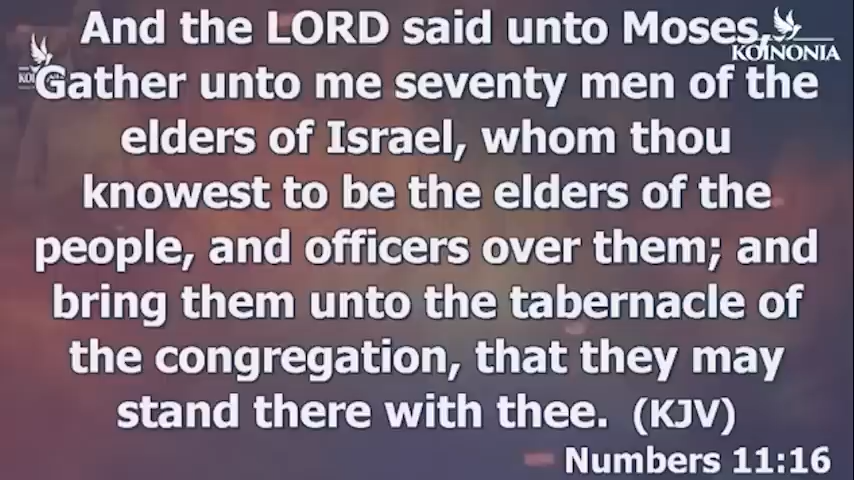 And the LORD said unto Moses,
KOINONIA
Gather unto me seventy men of the
elders of Israel, whom thou
knowest to be the elders of the
people, and officers over them; and
bring them unto the tabernacle of
the congregation, that they may
stand there with thee. (KJV)
Numbers 11:16